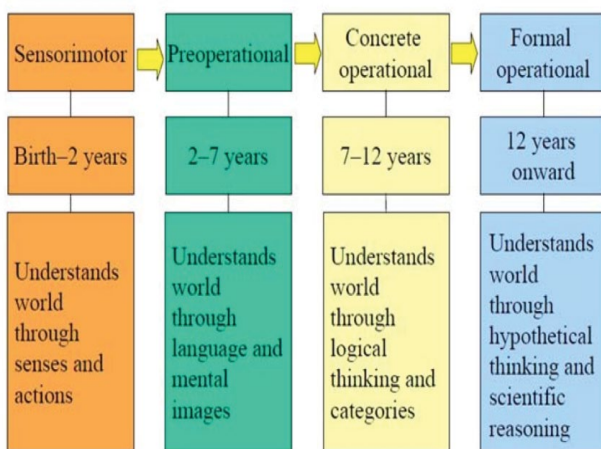 Sensorimotor
Preoperational
Concrete
operational
Formal
operational
Birth–2 years
2–7 years
7–12 years
12 years
onward
Understands
world
through
senses and
actions
Understands
world
through
language and
mental
images
Understands
world
through
logical
thinking and
categories
Understands
world
through
hypothetical
thinking and
scientific
reasoning